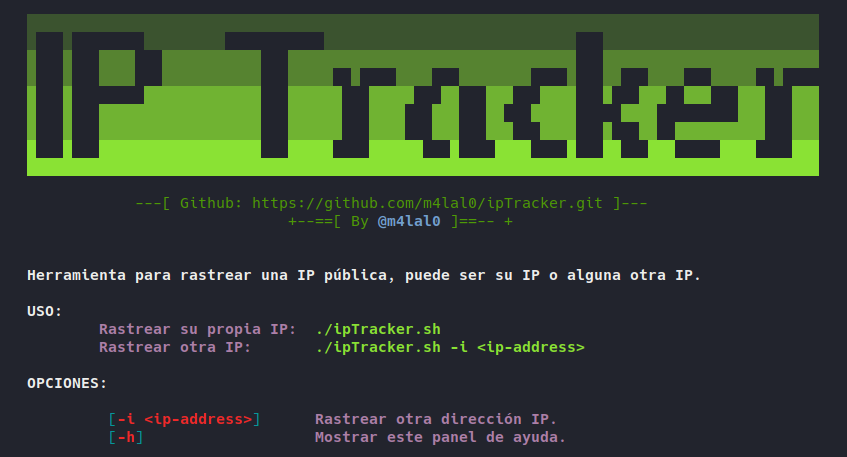 IP Tracker
---[ Github: https://github.com/m4lal0/ipTracker.git ]---
+--==[ By @m4lal0 ]==-- +
Herramienta para rastrear una IP pública, puede ser su IP o alguna otra IP.
USO:
Rastrear su propia IP: ./ipTracker.sh
Rastrear otra IP: ./ipTracker.sh -i <ip-address>
OPCIONES:
[-i <ip-address>] Rastrear otra dirección IP.
[-h] Mostrar este panel de ayuda.